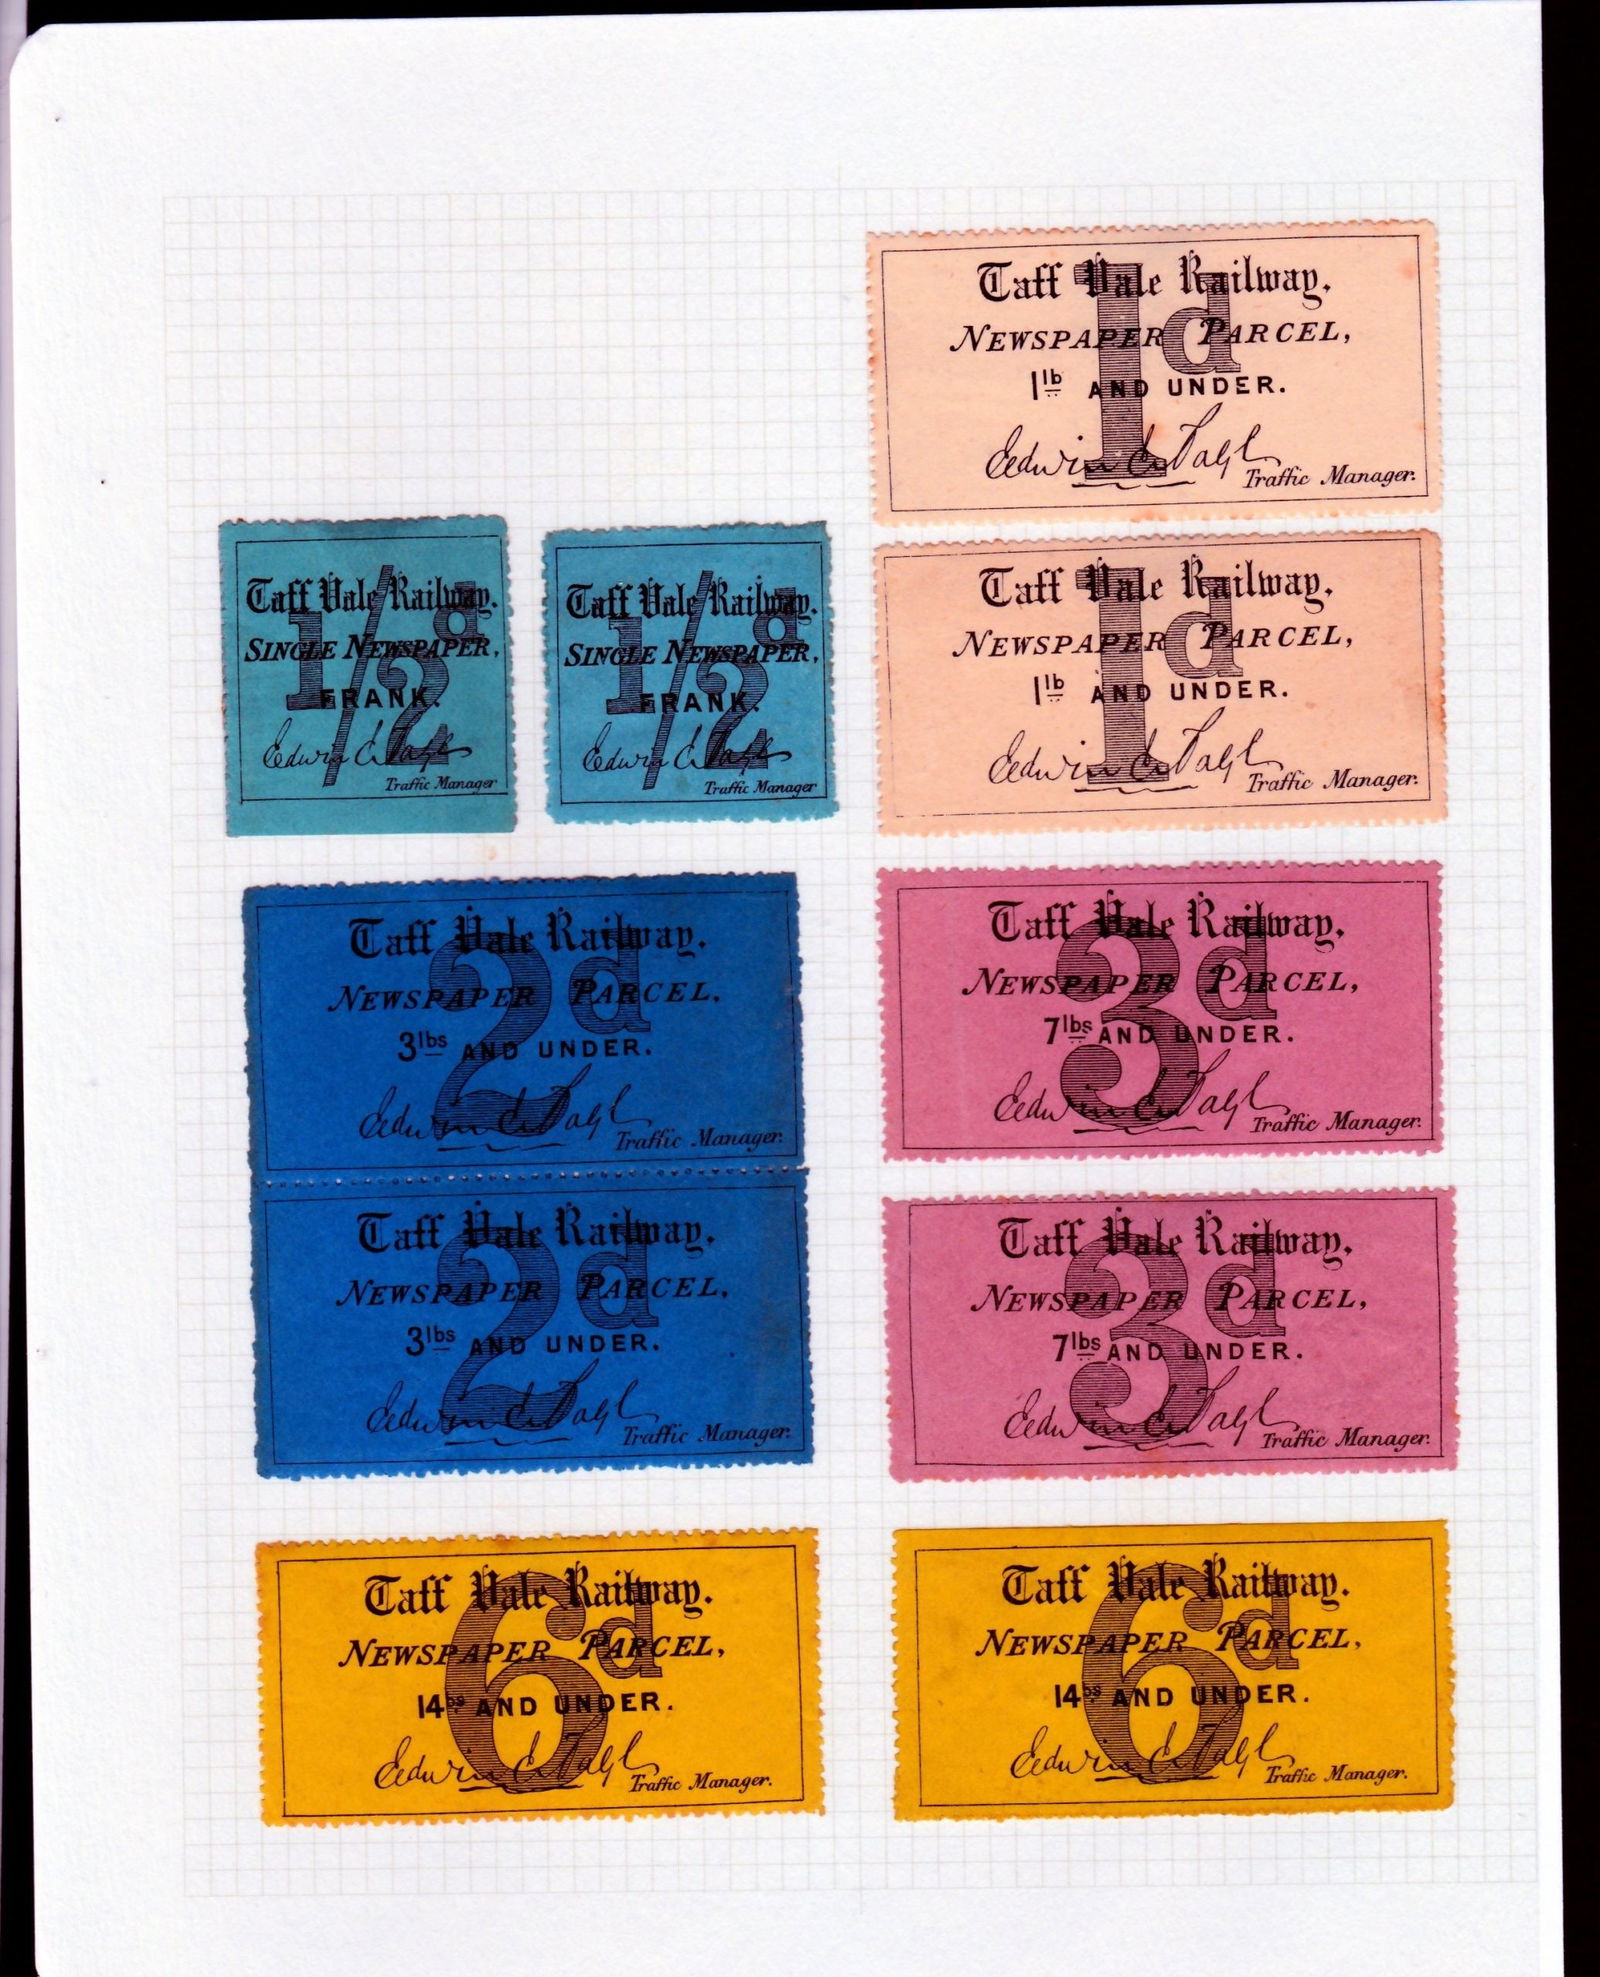 Taff Vale Railway.
NEWSPAPER PARCEL,
1lb AND UNDER.
1d
Traffic Manager.
Taff Vale Railway.
SINGLE NEWSPAPER,
FRANK.
1/2d
Traffic Manager
Taff Vale Railway.
SINGLE NEWSPAPER,
FRANK.
1/2d
Traffic Manager
Taff Vale Railway.
NEWSPAPER PARCEL,
1lb AND UNDER.
1d
Traffic Manager.
Taff Vale Railway.
NEWSPAPER PARCEL,
3lbs AND UNDER.
2d
Traffic Manager.
Taff Vale Railway.
NEWSPAPER PARCEL,
7lbs AND UNDER.
3d
Traffic Manager.
Taff Vale Railway.
NEWSPAPER PARCEL,
3lbs AND UNDER.
2d
Traffic Manager.
Taff Vale Railway.
NEWSPAPER PARCEL,
7lbs AND UNDER.
3d
Traffic Manager.
Taff Vale Railway.
NEWSPAPER PARCEL,
14bs AND UNDER.
6d
Traffic Manager.
Taff Vale Railway.
NEWSPAPER PARCEL,
14bs AND UNDER.
6d
Traffic Manager.